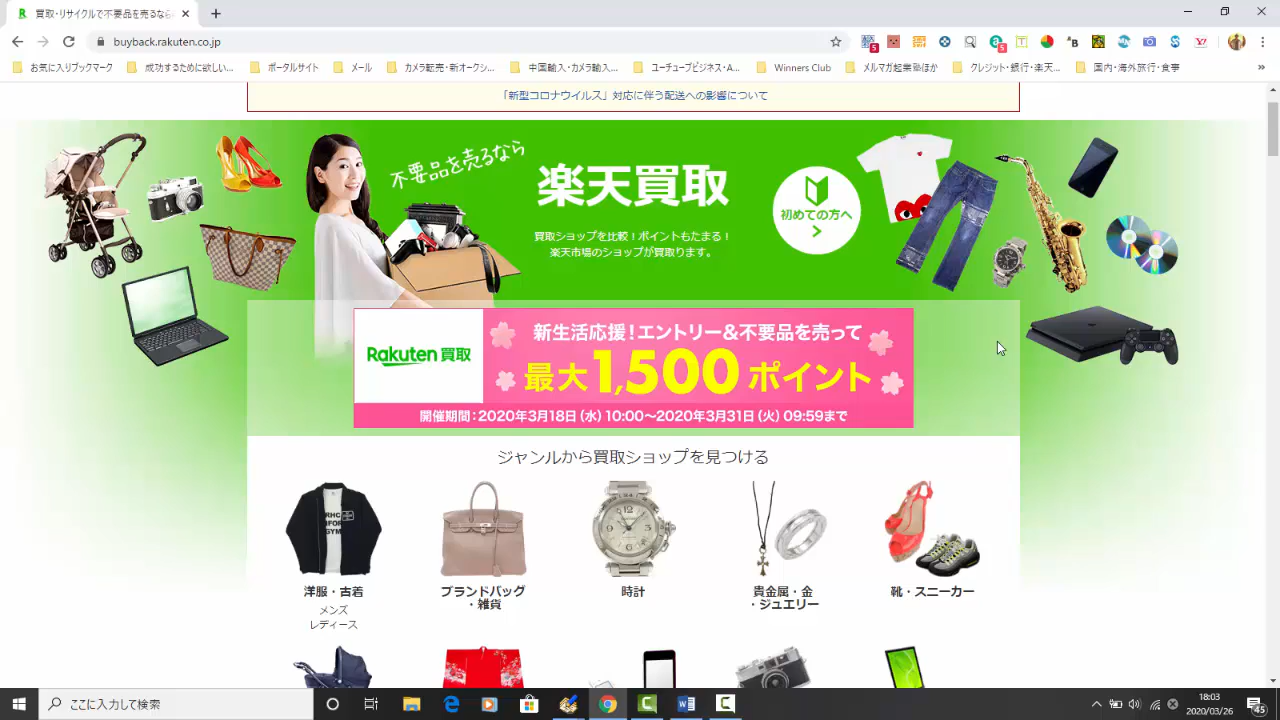 買取・リサイクルで不要品を売るなら
buyback.rakuten.co.jp
お気に入りブックマーク
成功するために欲しい...
ポータルサイト
メール
カメラ転売・新オークシ...
中国輸入・カメラ輸入...
ユーチューブビジネス・A...
Winners Club
メルマガ起業塾ほか
クレジット・銀行・楽天...
国内・海外旅行・食事
「新型コロナウイルス」対応に伴う配送への影響について
不要品を売るなら
楽天買取
買取ショップを比較！ポイントもたまる！
楽天市場のショップが買取ります。
初めての方へ
Rakuten 買取
新生活応援！エントリー＆不要品を売って
最大1,500ポイント
開催期間：2020年3月18日（水）10:00～2020年3月31日（火）09:59まで
ジャンルから買取ショップを見つける
洋服・古着
メンズ
レディース
ブランドバッグ
・雑貨
時計
貴金属・金
・ジュエリー
靴・スニーカー
ここに入力して検索
18:03
2020/03/26
45